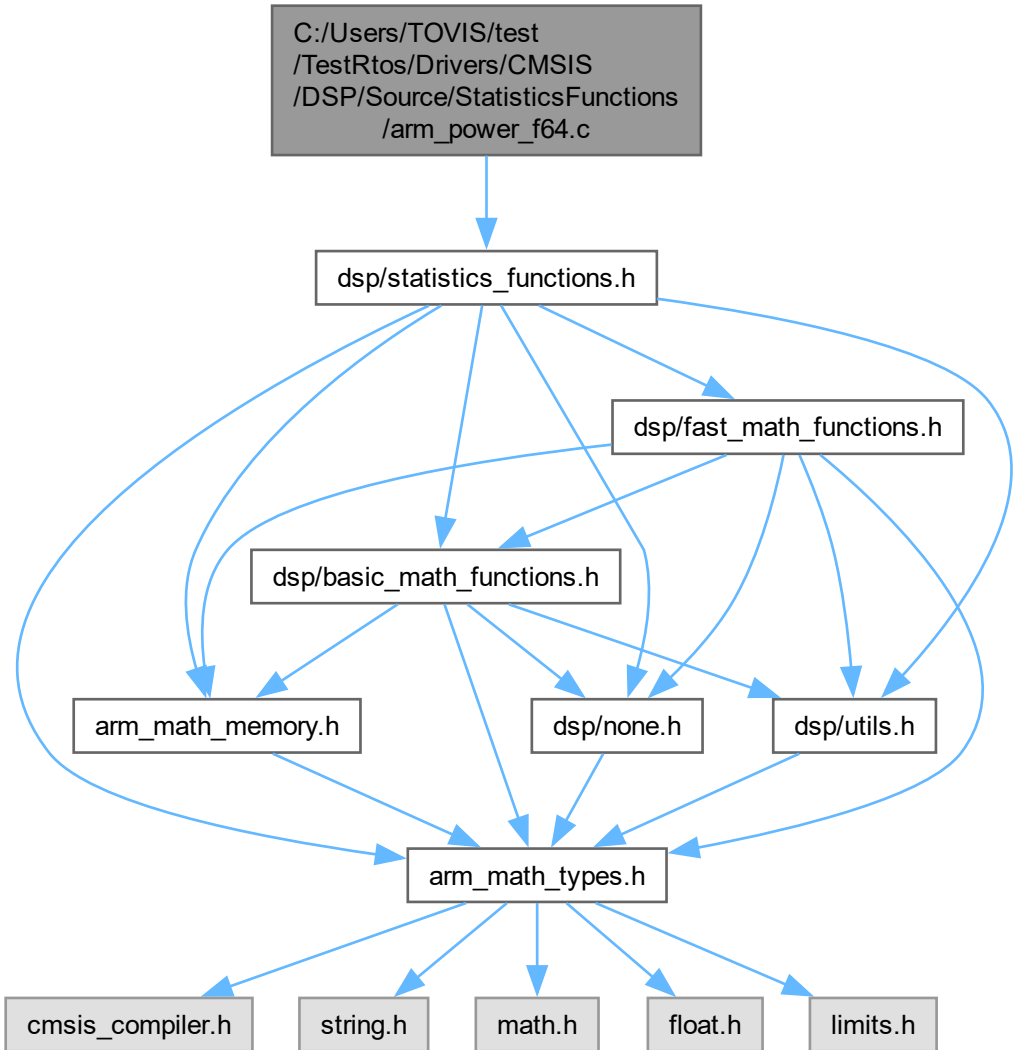 C:/Users/TOVIS/test
/TestRtos/Drivers/CMSIS
/DSP/Source/StatisticsFunctions
/arm_power_f64.c
dsp/statistics_functions.h
dsp/fast_math_functions.h
dsp/basic_math_functions.h
arm_math_memory.h
dsp/none.h
dsp/utils.h
arm_math_types.h
cmsis_compiler.h
string.h
math.h
float.h
limits.h